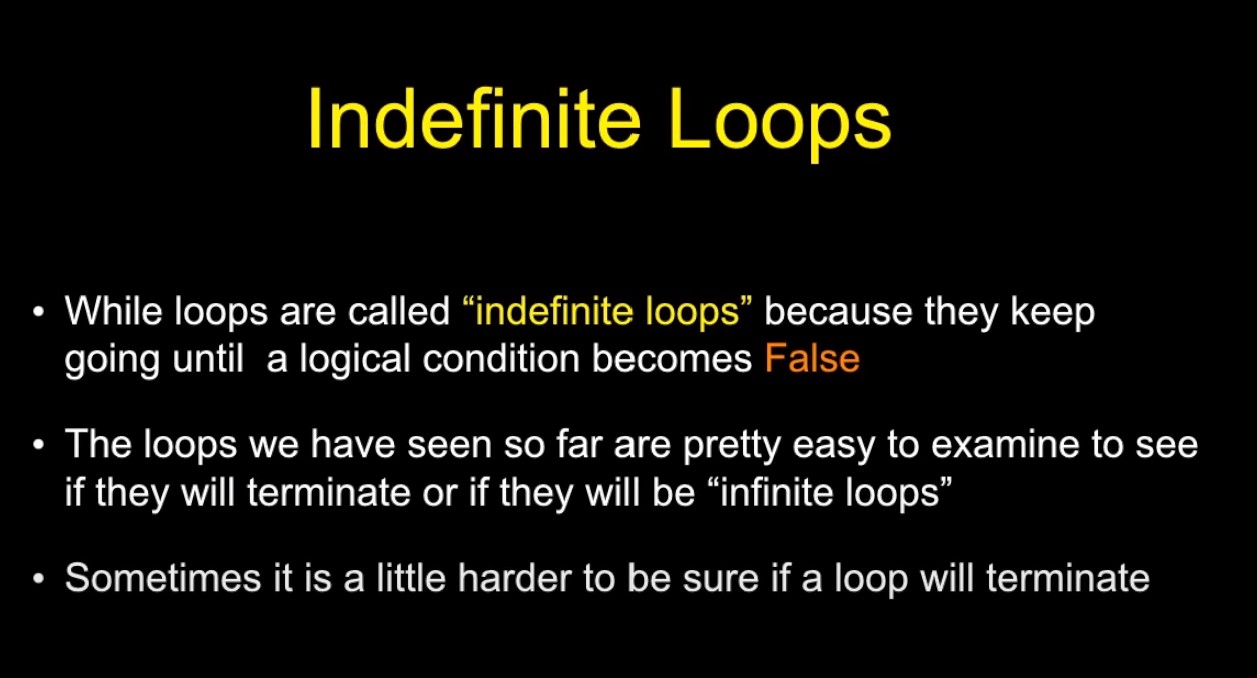 Indefinite Loops
• While loops are called “indefinite loops” because they keep
going until  a logical condition becomes False
• The loops we have seen so far are pretty easy to examine to see
if they will terminate or if they will be “infinite loops”
• Sometimes it is a little harder to be sure if a loop will terminate